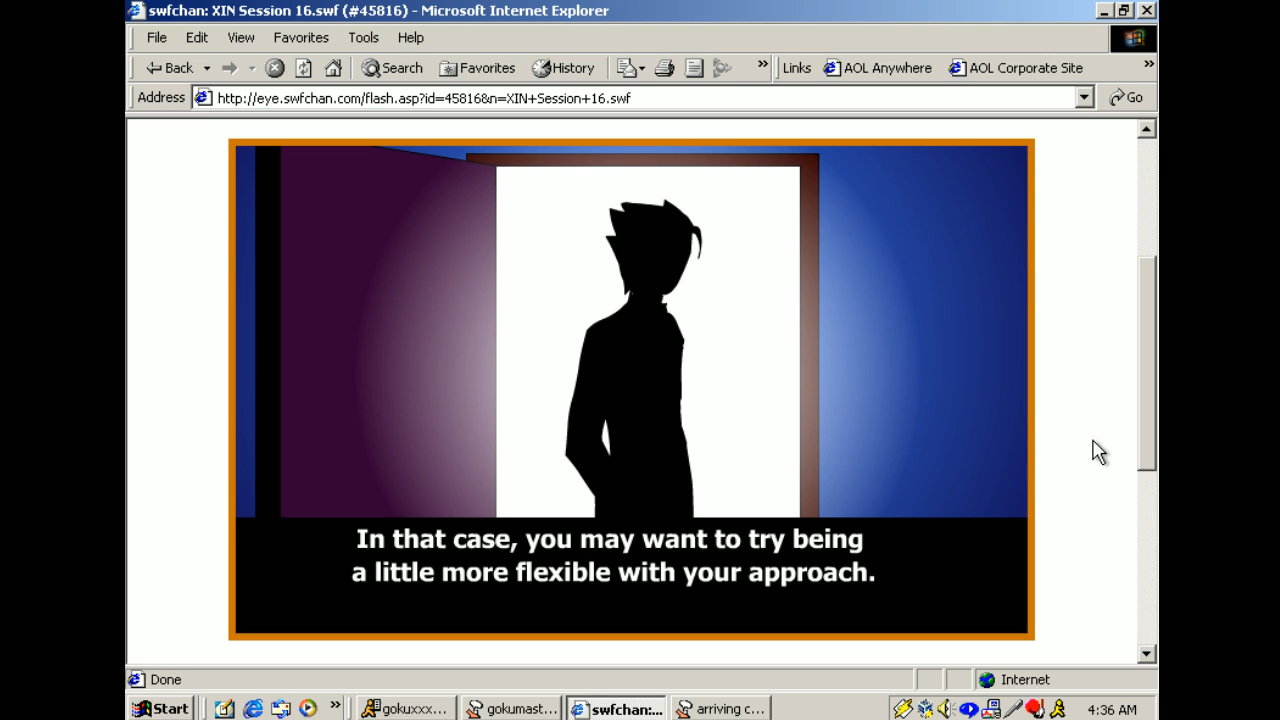 swfchan: XIN Session 16.swf (#45816) - Microsoft Internet Explorer
File Edit View Favorites Tools Help
Back Search Favorites History » Links AOL Anywhere AOL Corporate Site »
Address http://eye.swfchan.com/flash.asp?id=45816&n=XIN+Session+16.swf Go
In that case, you may want to try being
a little more flexible with your approach.
Done Internet
Start » gokuxxx... gokumast... swfchan:... arriving c... 4:36 AM